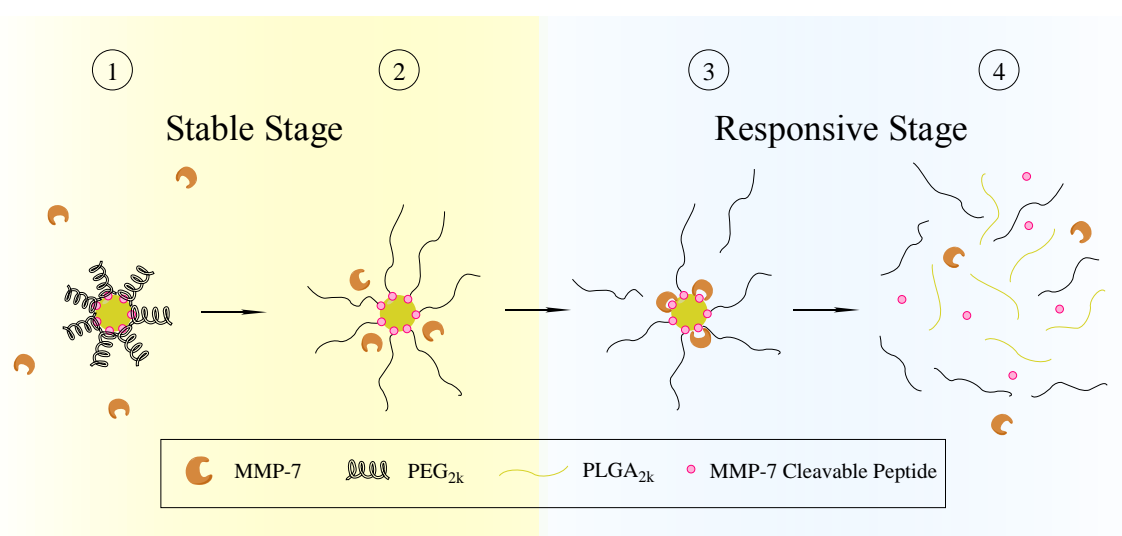 1
2
3
4
Stable Stage
Responsive Stage
MMP-7
PEG2k
PLGA2k
MMP-7 Cleavable Peptide